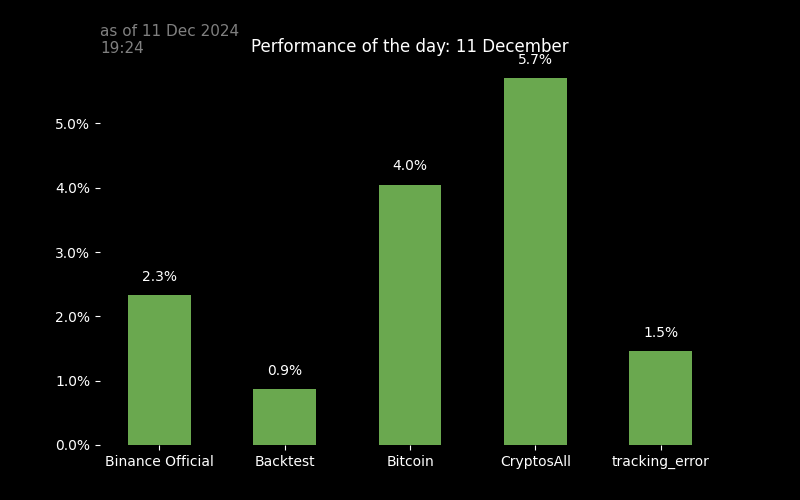 as of 11 Dec 2024
19:24
Performance of the day: 11 December
5.7%
5.0%
4.0%
4.0%
3.0%
2.3%
2.0%
1.5%
1.0%
0.9%
0.0%
Binance Official
Backtest
Bitcoin
CryptosAll
tracking_error